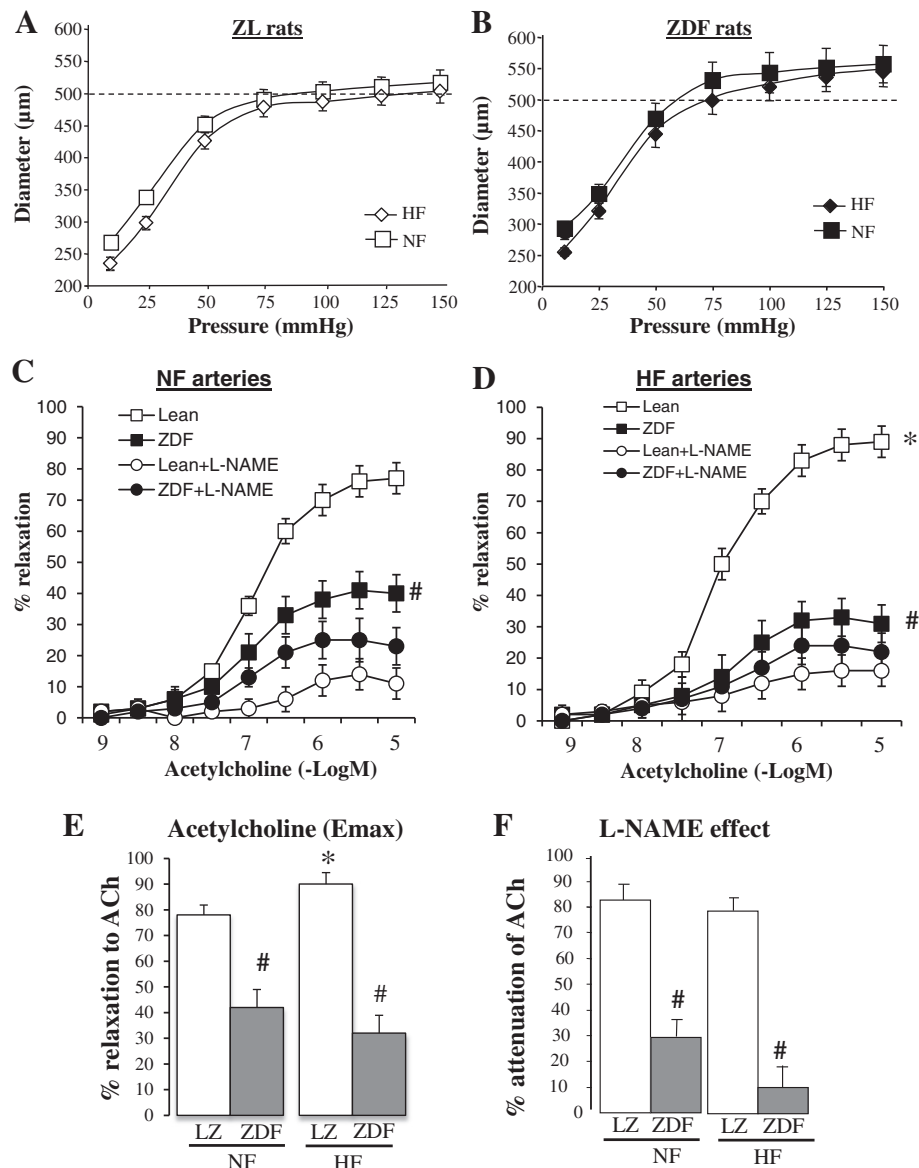 A
ZL rats
Diameter (µm)
600
550
500
450
400
350
300
250
200
HF
NF
0 25 50 75 100 125 150
Pressure (mmHg)
B
ZDF rats
Diameter (µm)
600
550
500
450
400
350
300
250
200
HF
NF
0 25 50 75 100 125 150
Pressure (mmHg)
C
NF arteries
% relaxation
100
90
80
70
60
50
40
30
20
10
0
Lean
ZDF
Lean+L-NAME
ZDF+L-NAME
#
9 8 7 6 5
Acetylcholine (-LogM)
D
HF arteries
% relaxation
100
90
80
70
60
50
40
30
20
10
0
Lean
ZDF
Lean+L-NAME
ZDF+L-NAME
*
#
9 8 7 6 5
Acetylcholine (-LogM)
E
Acetylcholine (Emax)
% relaxation to ACh
100
90
80
70
60
50
40
30
20
10
0
#
*
#
LZ ZDF LZ ZDF
NF HF
F
L-NAME effect
% attenuation of ACh
100
90
80
70
60
50
40
30
20
10
0
#
#
LZ ZDF LZ ZDF
NF HF